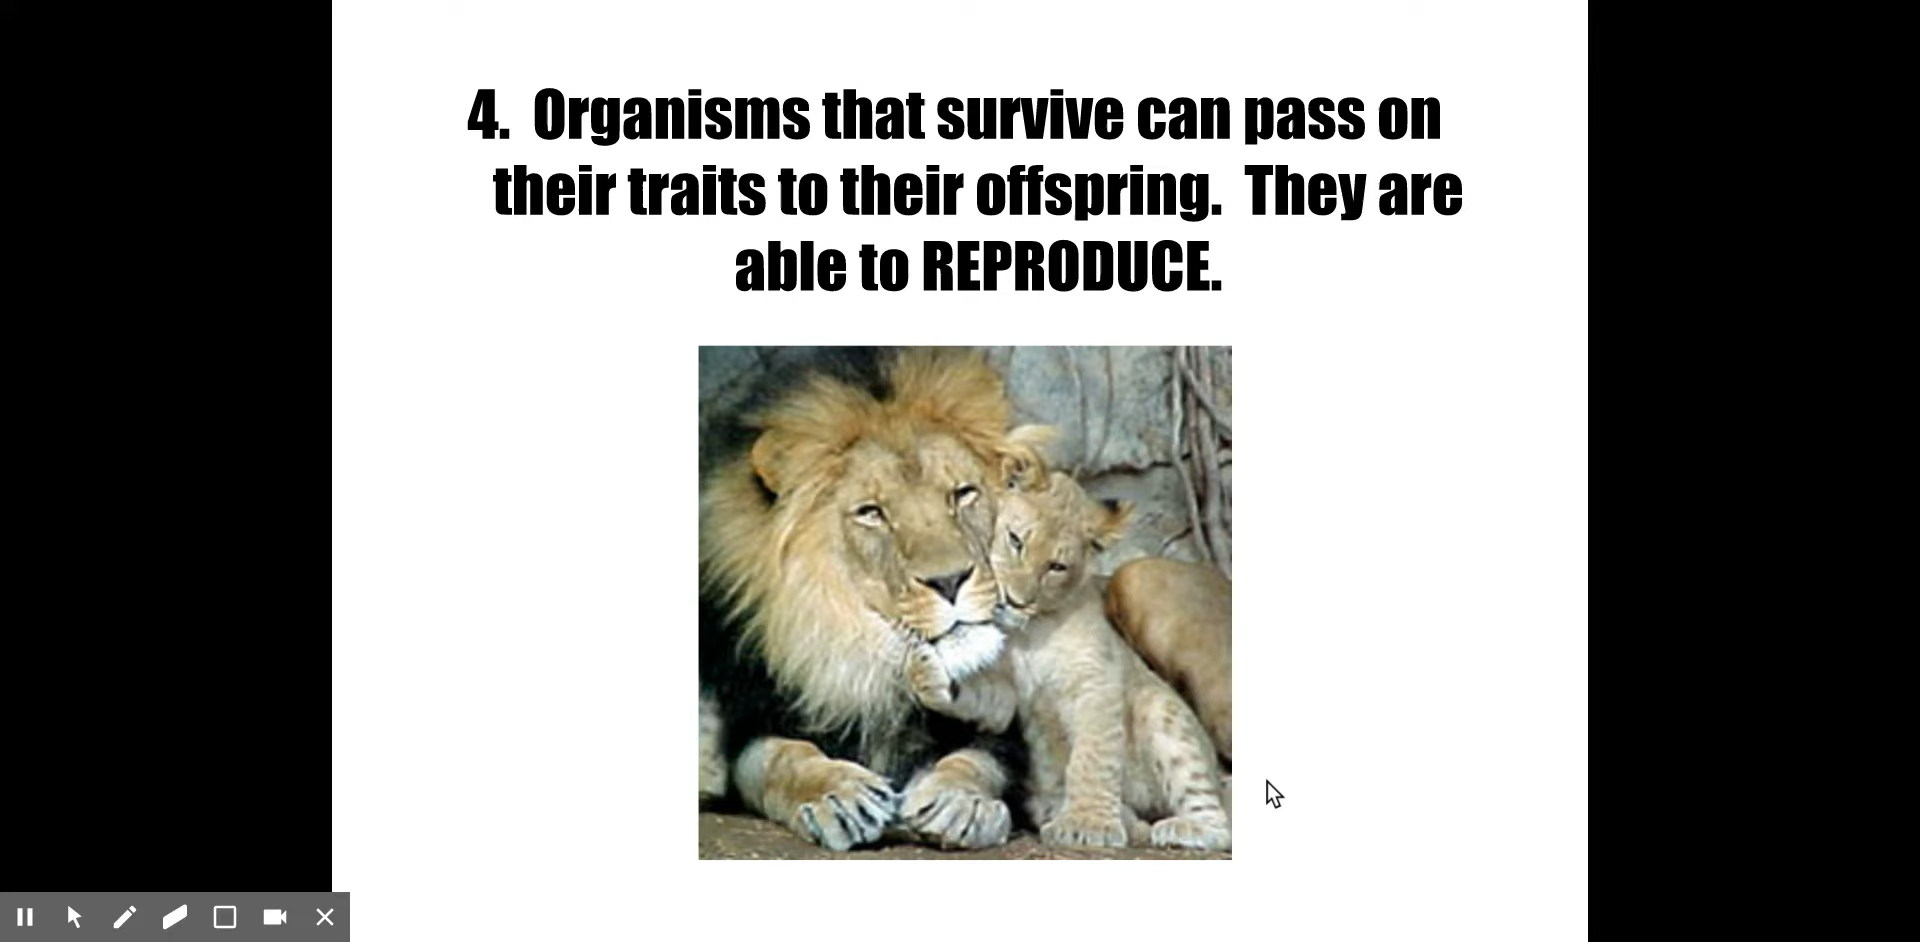 4. Organisms that survive can pass on
their traits to their offspring. They are
able to REPRODUCE.